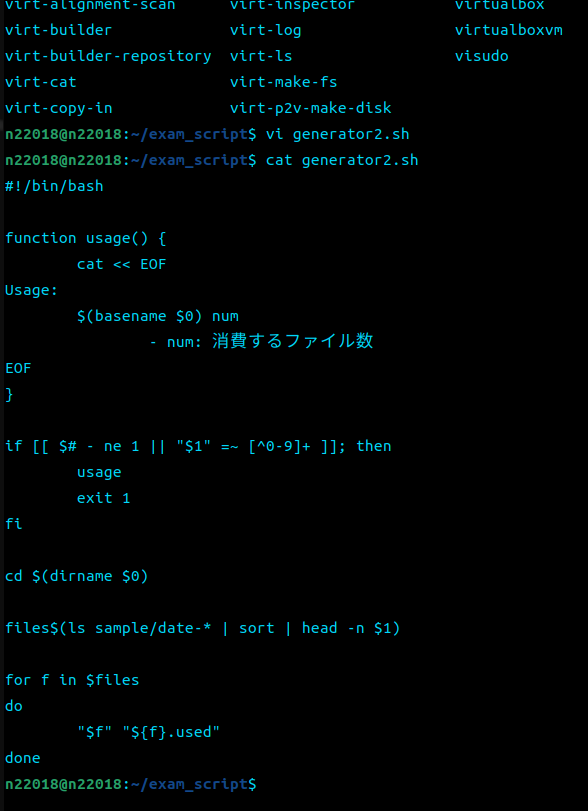 virt-alignment-scan virt-inspector virtualbox
virt-builder virt-log virtualboxvm
virt-builder-repository virt-ls visudo
virt-cat virt-make-fs
virt-copy-in virt-p2v-make-disk
n22018@n22018:~/exam_script$ vi generator2.sh
n22018@n22018:~/exam_script$ cat generator2.sh
#!/bin/bash
function usage() {
cat << EOF
Usage:
$(basename $0) num
- num: 消費するファイル数
EOF
}
if [[ $# - ne 1 || "$1" =~ [^0-9]+ ]]; then
usage
exit 1
fi
cd $(dirname $0)
files$(ls sample/date-* | sort | head -n $1)
for f in $files
do
"$f" "${f}.used"
done
n22018@n22018:~/exam_script$